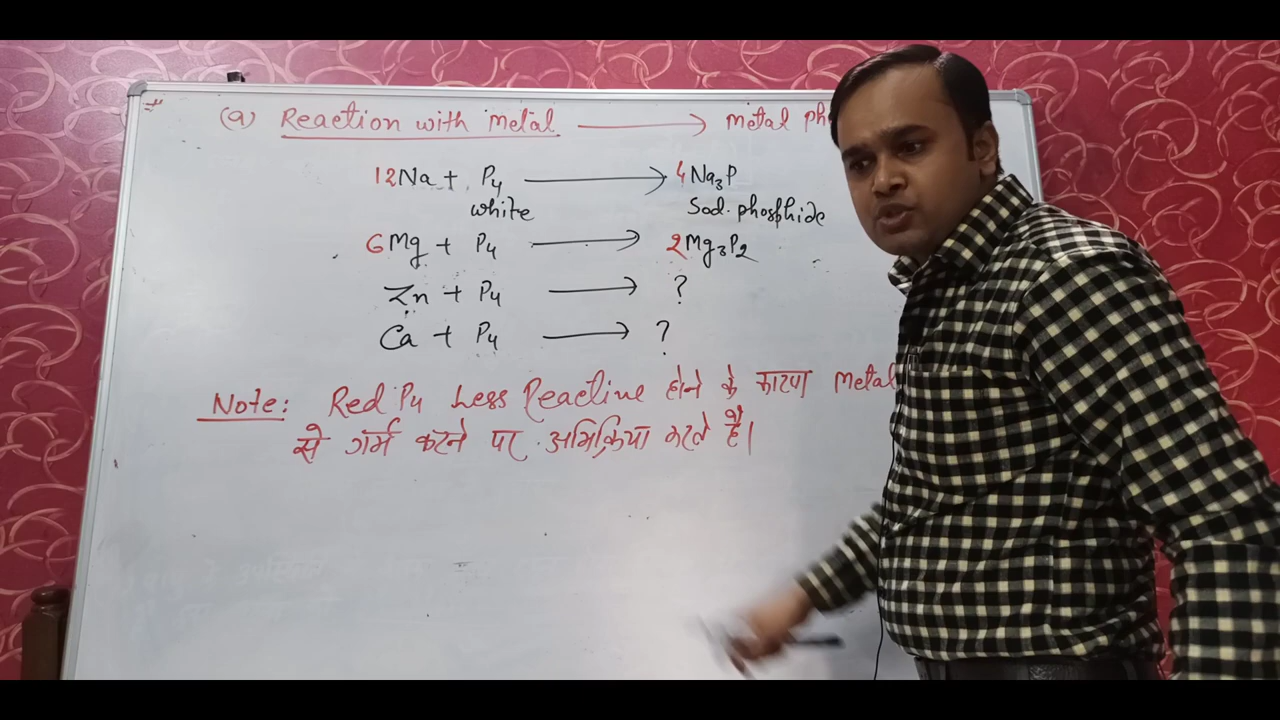 (a) Reaction with Metal ⟶ Metal
12Na + P₄ ⟶ 4Na₃P
white Sod. phosphide
6Mg + P₄ ⟶ 2Mg₃P₂
Zn + P₄ ⟶ ?
Ca + P₄ ⟶ ?
Note: Red P₄ Less Reactive होने के कारण Metal
से गर्म करने पर अभिक्रिया करते है।